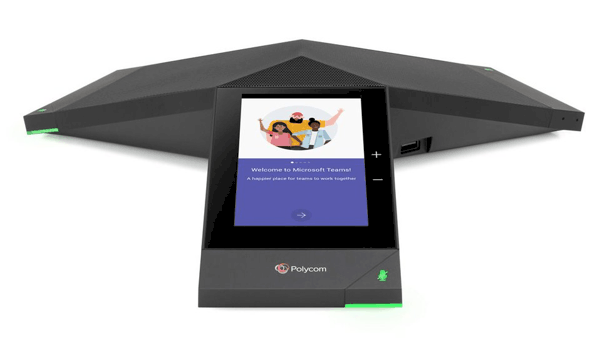 Welcome to Microsoft Teams!
A happier place for teams to work together
Polycom